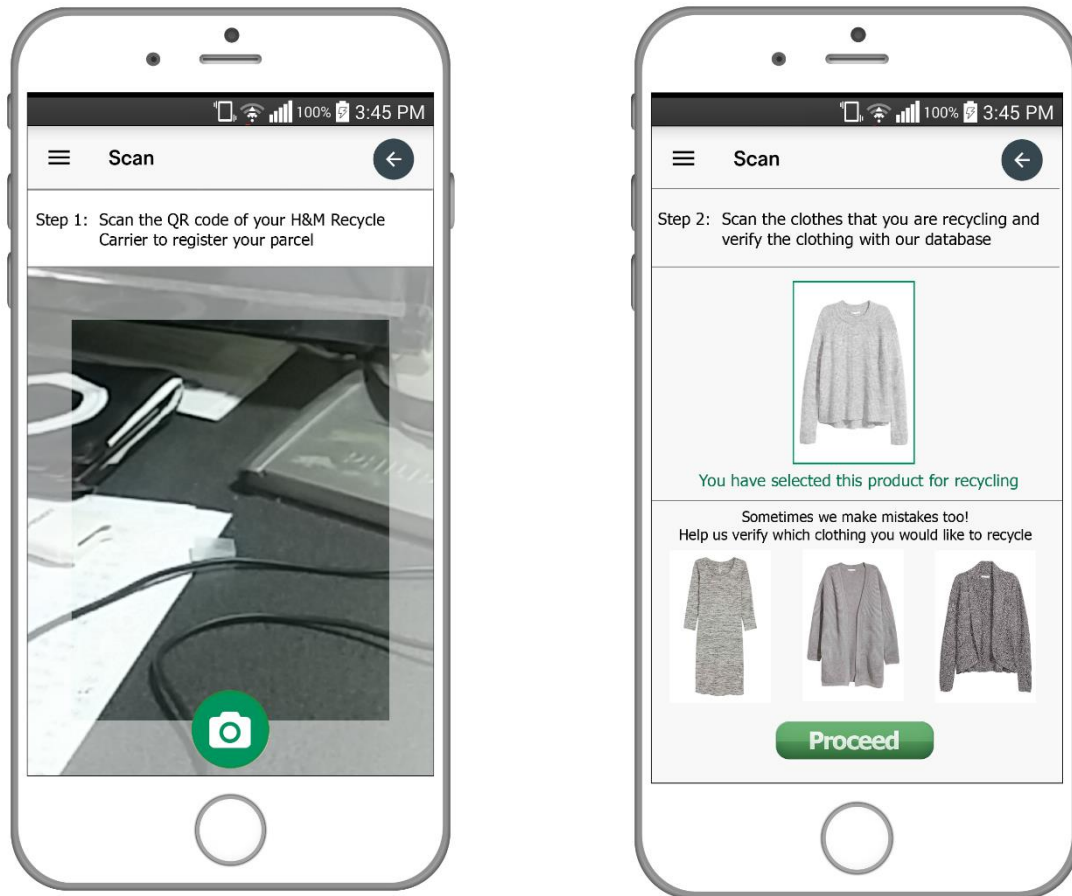 100% 3:45 PM
Scan
Step 1: Scan the QR code of your H&M Recycle
Carrier to register your parcel
100% 3:45 PM
Scan
Step 2: Scan the clothes that you are recycling and
verify the clothing with our database
You have selected this product for recycling
Sometimes we make mistakes too!
Help us verify which clothing you would like to recycle
Proceed